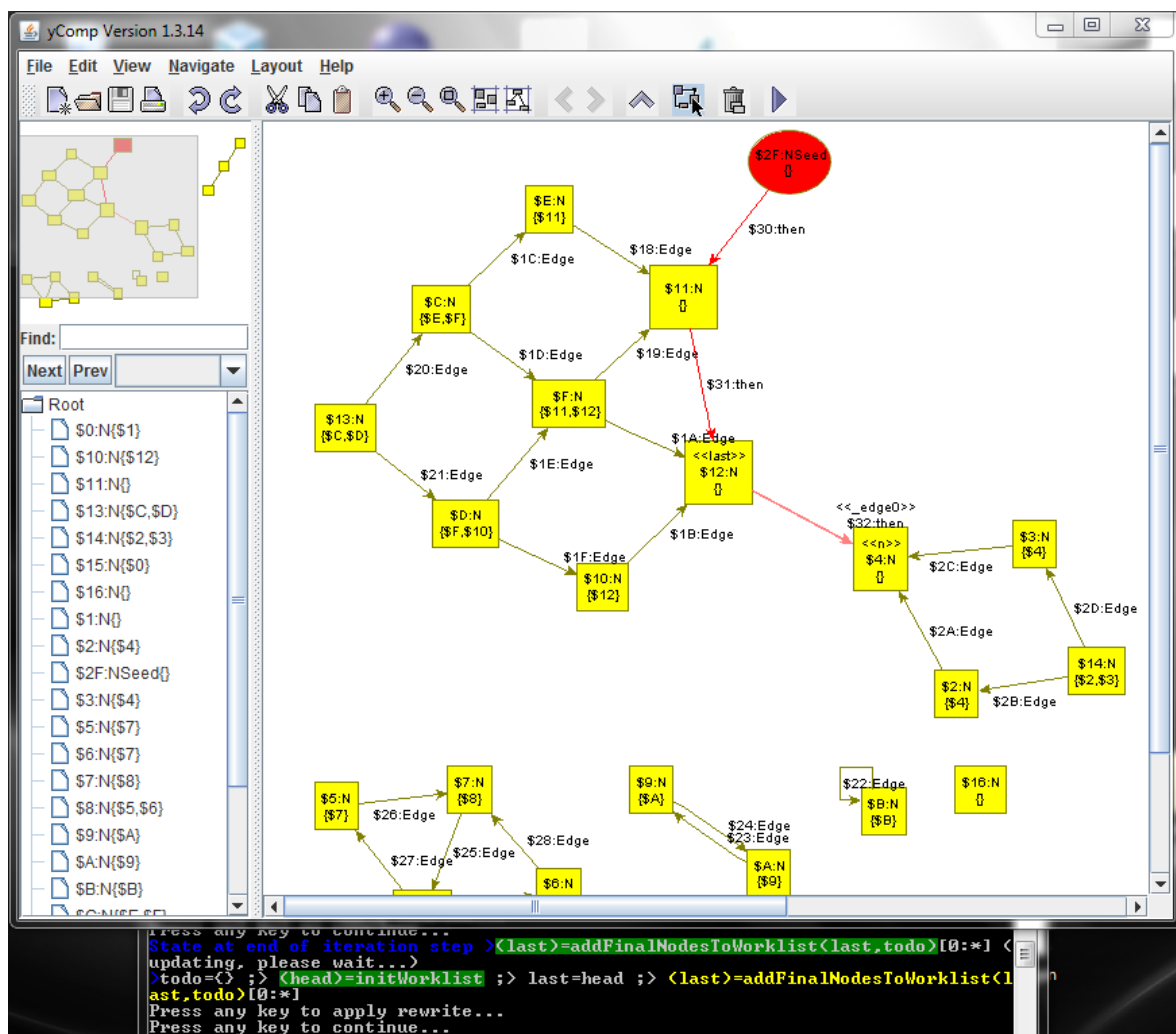 yComp Version 1.3.14
File Edit View Navigate Layout Help
Find:
Next Prev
Root
$0:N{$1}
$10:N{$12}
$11:N{}
$13:N{$C,$D}
$14:N{$2,$3}
$15:N{$0}
$16:N{}
$1:N{}
$2:N{$4}
$2F:NSeed{}
$3:N{$4}
$5:N{$7}
$6:N{$7}
$7:N{$8}
$8:N{$5,$6}
$9:N{$A}
$A:N{$9}
$B:N{$B}
$C:N{$E,$F}
$2F:NSeed
{}
$30:then
$E:N
{$11}
$18:Edge
$1C:Edge
$11:N
{}
$C:N
{$E,$F}
$1D:Edge
$19:Edge
$20:Edge
$31:then
$F:N
{$11,$12}
$13:N
{$C,$D}
$1A:Edge
<<last>>
$12:N
{}
$1E:Edge
$21:Edge
$D:N
{$F,$10}
<<_edge0>>
$32:then
$1B:Edge
<<n>>
$4:N
{}
$3:N
{$4}
$1F:Edge
$10:N
{$12}
$2C:Edge
$2D:Edge
$2A:Edge
$14:N
{$2,$3}
$2:N
{$4}
$2B:Edge
$5:N
{$7}
$7:N
{$8}
$9:N
{$A}
$22:Edge
$B:N
{$B}
$16:N
{}
$26:Edge
$24:Edge
$23:Edge
$28:Edge
$27:Edge
$25:Edge
$6:N
$A:N
{$9}
Press any key to continue...
State at end of iteration step >(last)=addFinalNodesToWorklist(last,todo)[0:*] (
updating, please wait...)
>todo={} ;> (head)=initWorklist ;> last=head ;> (last)=addFinalNodesToWorklist(l
ast,todo)[0:*]
Press any key to apply rewrite...
Press any key to continue...